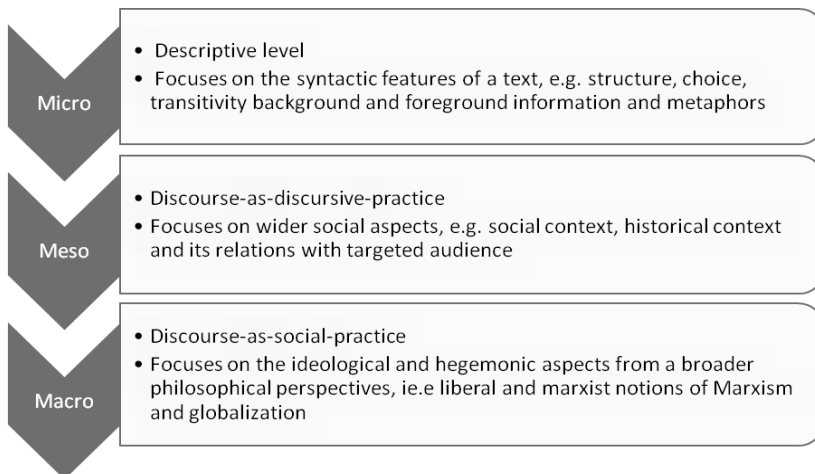 Micro
• Descriptive level
• Focuses on the syntactic features of a text, e.g. structure, choice,
transitivity background and foreground information and metaphors
Meso
• Discourse-as-discursive-practice
• Focuses on wider social aspects, e.g. social context, historical context
and its relations with targeted audience
Macro
• Discourse-as-social-practice
• Focuses on the ideological and hegemonic aspects from a broader
philosophical perspectives, ie.e liberal and marxist notions of Marxism
and globalization